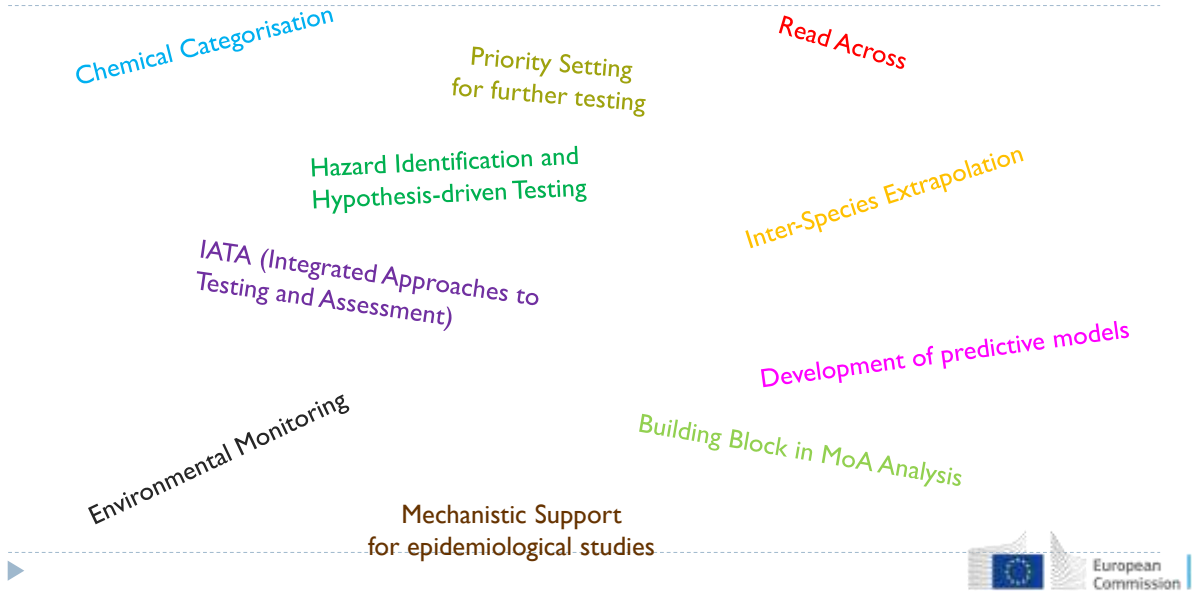 Chemical Categorisation
Read Across
Priority Setting
for further testing
Hazard Identification and
Hypothesis-driven Testing
Inter-Species Extrapolation
IATA (Integrated Approaches to
Testing and Assessment)
Development of predictive models
Environmental Monitoring
Building Block in MoA Analysis
Mechanistic Support
for epidemiological studies
European
Commission